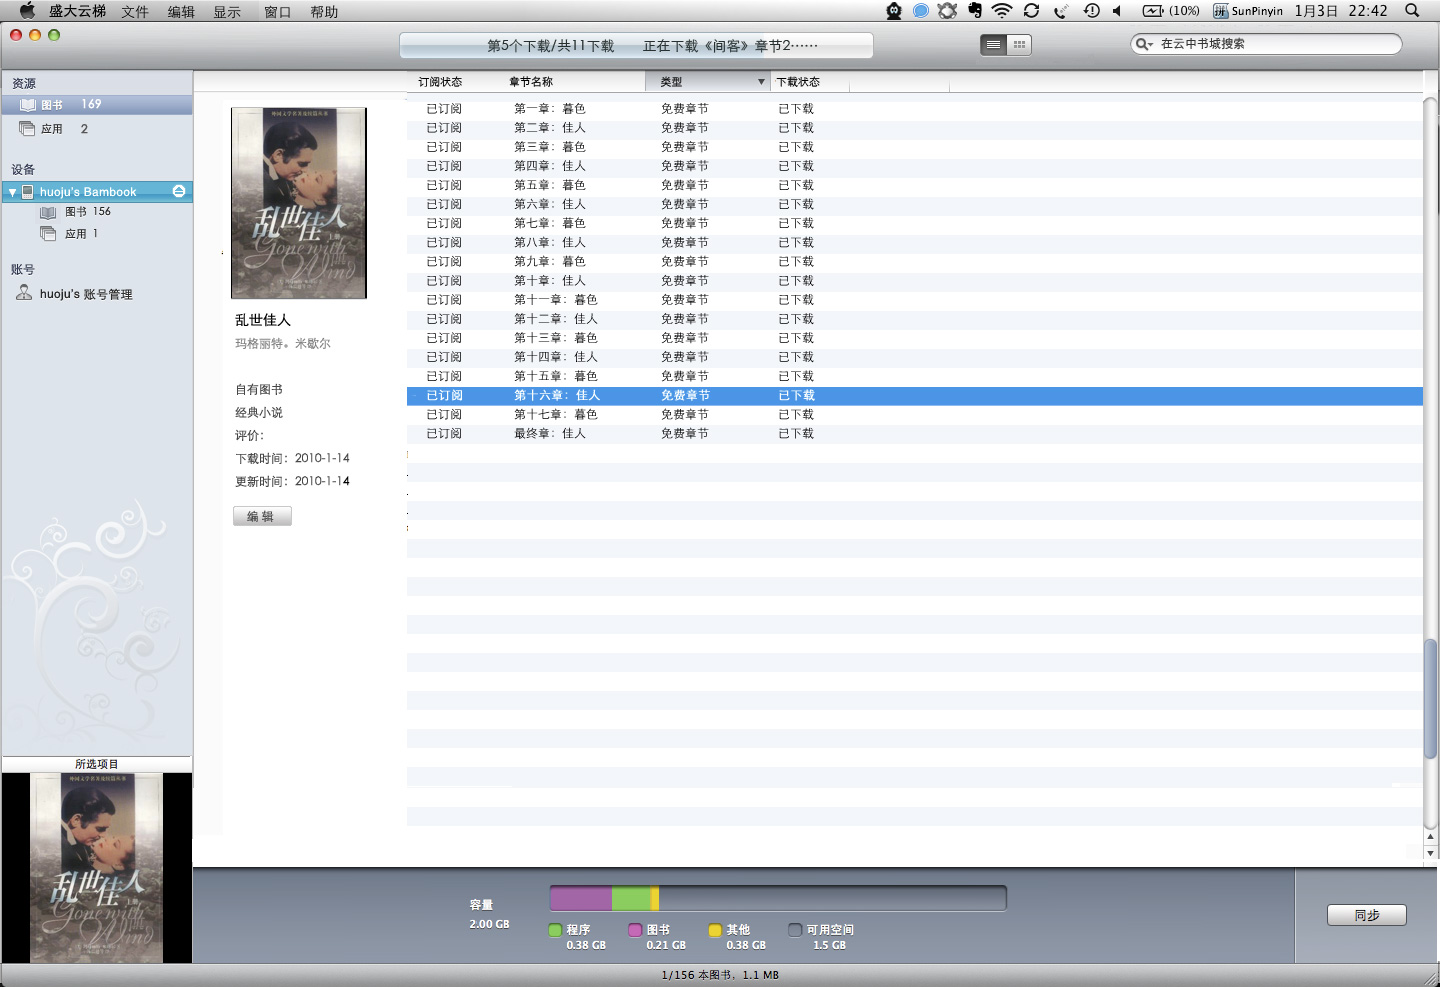 盛大云梯 文件 编辑 显示 窗口 帮助 (10%) 拼 SunPinyin 1月3日 22:42
第5个下载/共11下载 正在下载《间客》章节2……
在云中书城搜索
资源
图书 169
应用 2
设备
huoju's Bambook
图书 156
应用 1
账号
huoju's 账号管理
乱世佳人
上册
Gone with
Wind
乱世佳人
玛格丽特。米歇尔
自有图书
经典小说
评价：
下载时间：2010-1-14
更新时间：2010-1-14
编辑
订阅状态 章节名称 类型 下载状态
已订阅 第一章：暮色 免费章节 已下载
已订阅 第二章：佳人 免费章节 已下载
已订阅 第三章：暮色 免费章节 已下载
已订阅 第四章：佳人 免费章节 已下载
已订阅 第五章：暮色 免费章节 已下载
已订阅 第六章：佳人 免费章节 已下载
已订阅 第七章：暮色 免费章节 已下载
已订阅 第八章：佳人 免费章节 已下载
已订阅 第九章：暮色 免费章节 已下载
已订阅 第十章：佳人 免费章节 已下载
已订阅 第十一章：暮色 免费章节 已下载
已订阅 第十二章：佳人 免费章节 已下载
已订阅 第十三章：暮色 免费章节 已下载
已订阅 第十四章：佳人 免费章节 已下载
已订阅 第十五章：暮色 免费章节 已下载
已订阅 第十六章：佳人 免费章节 已下载
已订阅 第十七章：暮色 免费章节 已下载
已订阅 最终章：佳人 免费章节 已下载
所选项目
乱世佳人
上册
Gone with
Wind
容量
2.00 GB
程序 图书 其他 可用空间
0.38 GB 0.21 GB 0.38 GB 1.5 GB
同步
1/156 本图书，1.1 MB